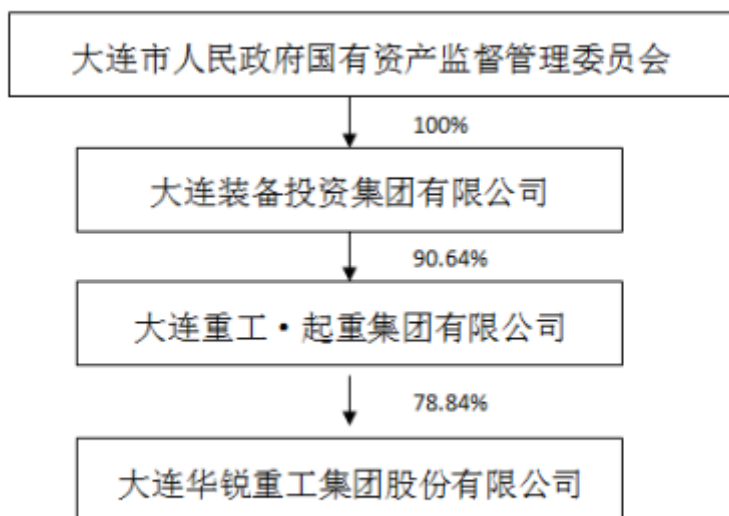 大连市人民政府国有资产监督管理委员会
100%
大连装备投资集团有限公司
90.64%
大连重工·起重集团有限公司
78.84%
大连华锐重工集团股份有限公司